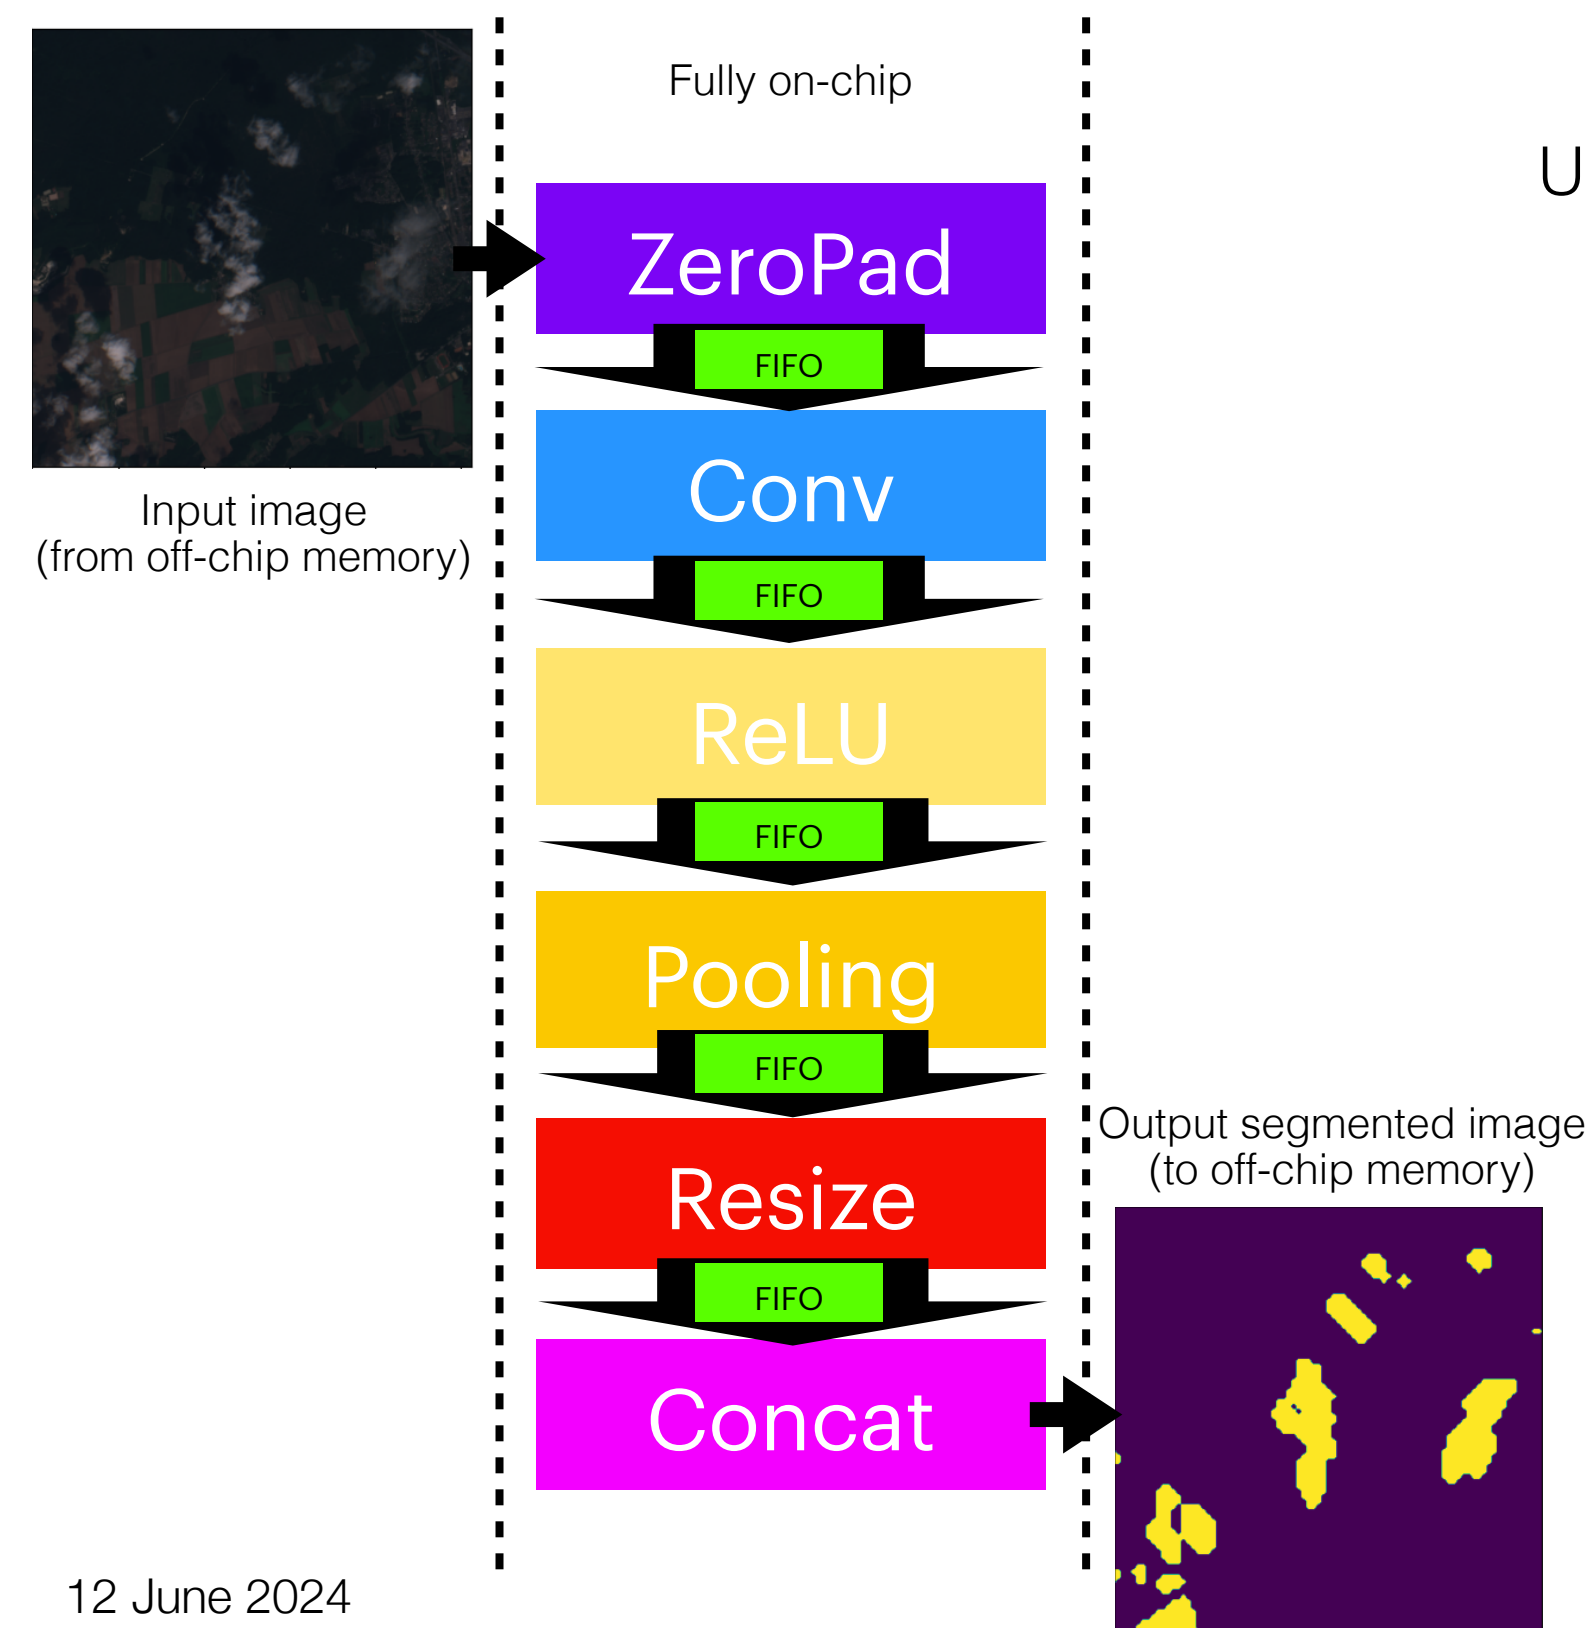 Fully on-chip
U
ZeroPad
FIFO
Conv
Input image
(from off-chip memory)
FIFO
ReLU
FIFO
Pooling
FIFO
Output segmented image
(to off-chip memory)
Resize
FIFO
Concat
12 June 2024